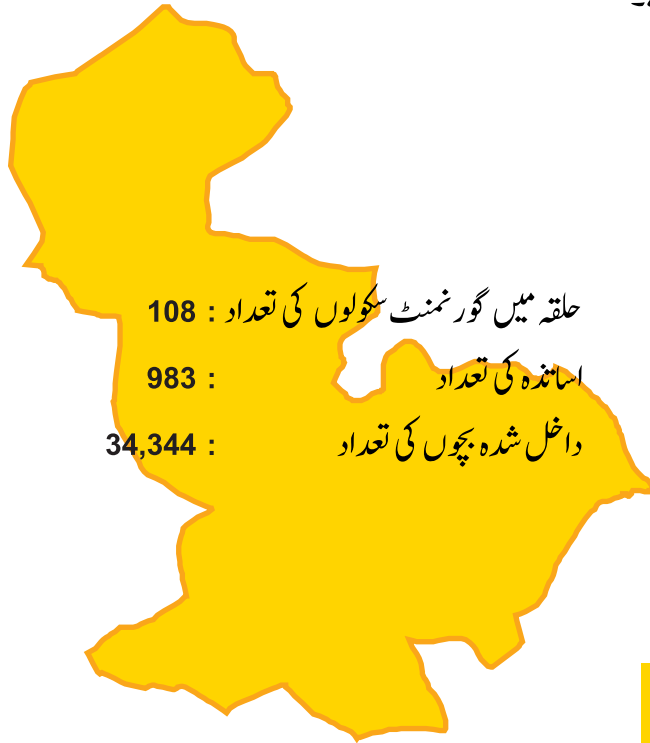 حلقہ میں گورنمنٹ سکولوں کی تعداد : 108
اساتذہ کی تعداد : 983
داخل شدہ بچوں کی تعداد : 34,344